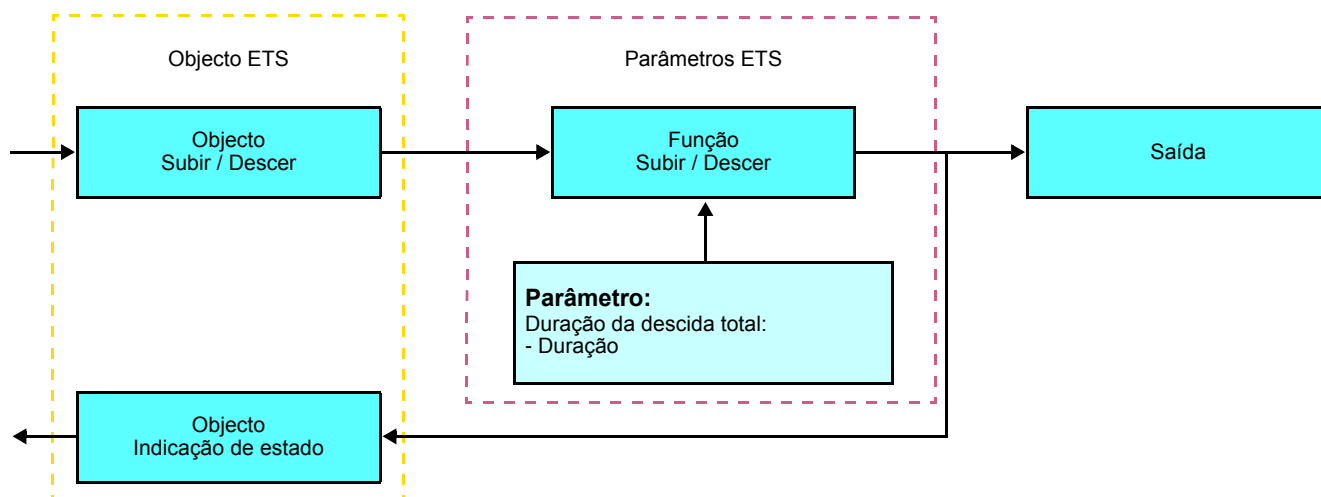 Objecto ETS
Parâmetros ETS
Objecto
Subir / Descer
Função
Subir / Descer
Saída
Parâmetro:
Duração da descida total:
- Duração
Objecto
Indicação de estado